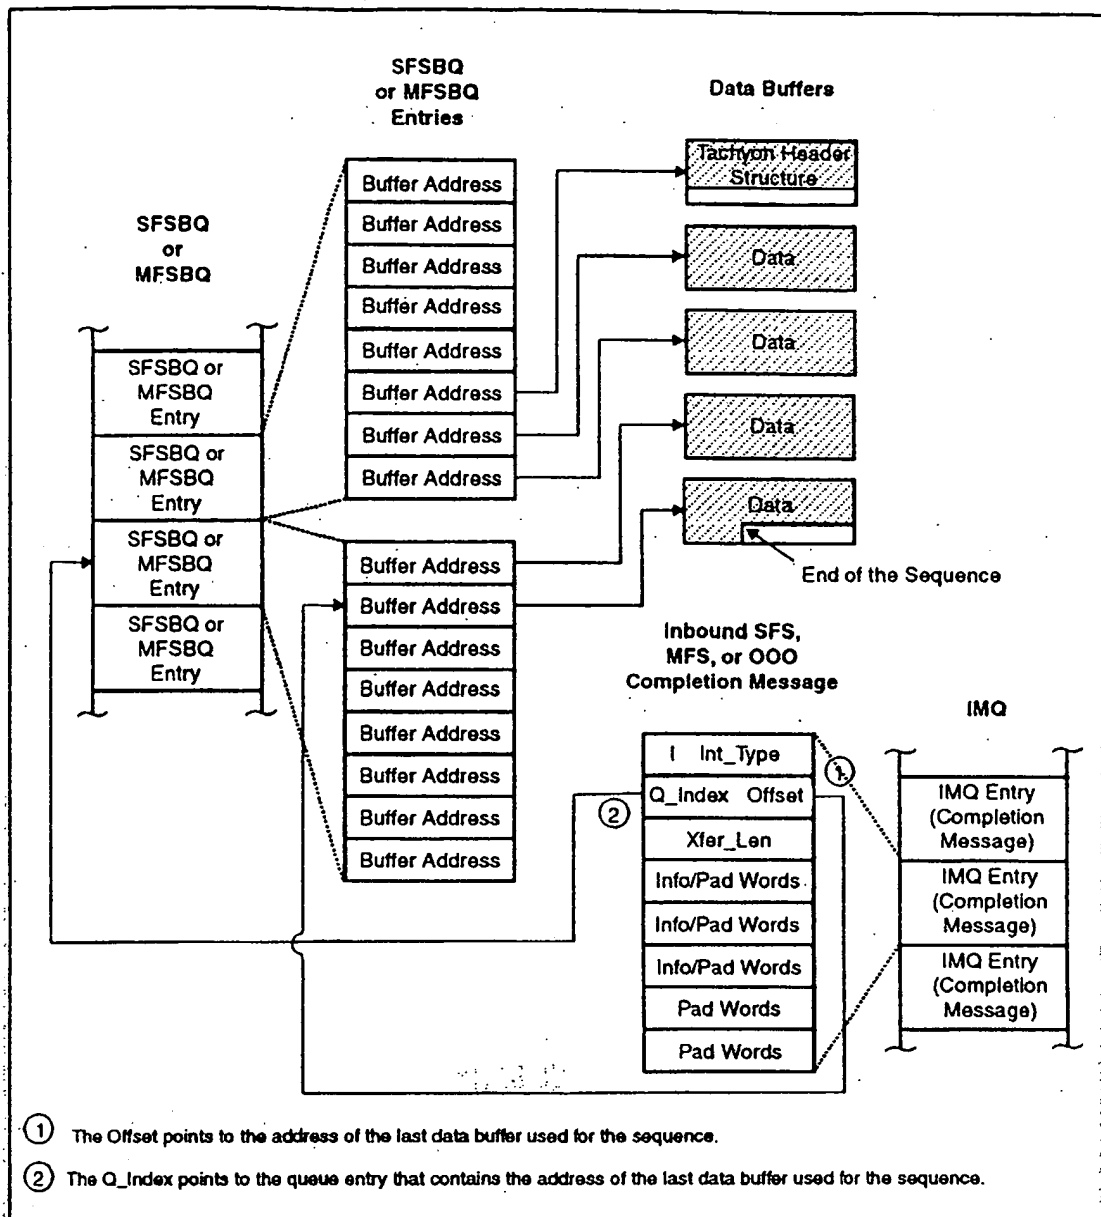 SFSBQ
or MFSBQ
Entries
Data Buffers
SFSBQ
or
MFSBQ
Buffer Address
Buffer Address
Buffer Address
Buffer Address
Buffer Address
Buffer Address
Buffer Address
Buffer Address
Tachyon Header
Structure
Data
Data
Data
Data
End of the Sequence
SFSBQ or
MFSBQ
Entry
SFSBQ or
MFSBQ
Entry
SFSBQ or
MFSBQ
Entry
SFSBQ or
MFSBQ
Entry
Buffer Address
Buffer Address
Buffer Address
Buffer Address
Buffer Address
Buffer Address
Buffer Address
Buffer Address
Inbound SFS,
MFS, or OOO
Completion Message
IMQ
I Int_Type
1
2
Q_Index Offset
Xfer_Len
Info/Pad Words
Info/Pad Words
Info/Pad Words
Pad Words
Pad Words
IMQ Entry
(Completion
Message)
IMQ Entry
(Completion
Message)
IMQ Entry
(Completion
Message)
1 The Offset points to the address of the last data buffer used for the sequence.
2 The Q_Index points to the queue entry that contains the address of the last data buffer used for the sequence.